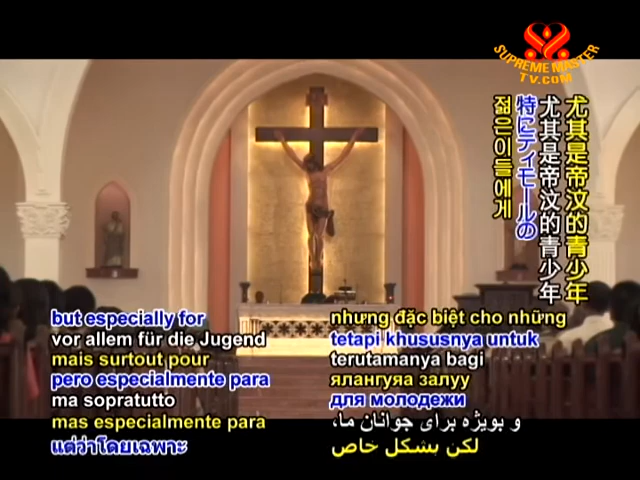 SUPREME MASTER
TV.COM
尤其是帝汶的青少年
尤其是帝汶的青少年
特にティモールの
젊은이들에게
but especially for
vor allem für die Jugend
mais surtout pour
pero especialmente para
ma sopratutto
mas especialmente para
แต่ว่าโดยเฉพาะ
nhưng đặc biệt cho những
tetapi khususnya untuk
terutamanya bagi
ялангуяа залуу
для молодежи
و بویژه برای جوانان ما،
لكن بشكل خاص